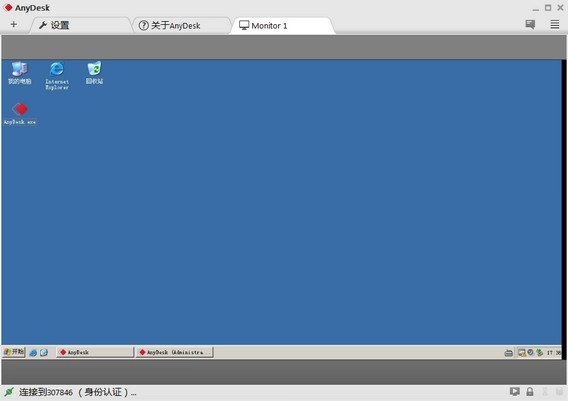 AnyDesk
+ 设置 关于AnyDesk Monitor 1
我的电脑 Internet Explorer 回收站
AnyDesk.exe
开始 AnyDesk AnyDesk (Administra 17:38
连接到307846 （身份认证）...